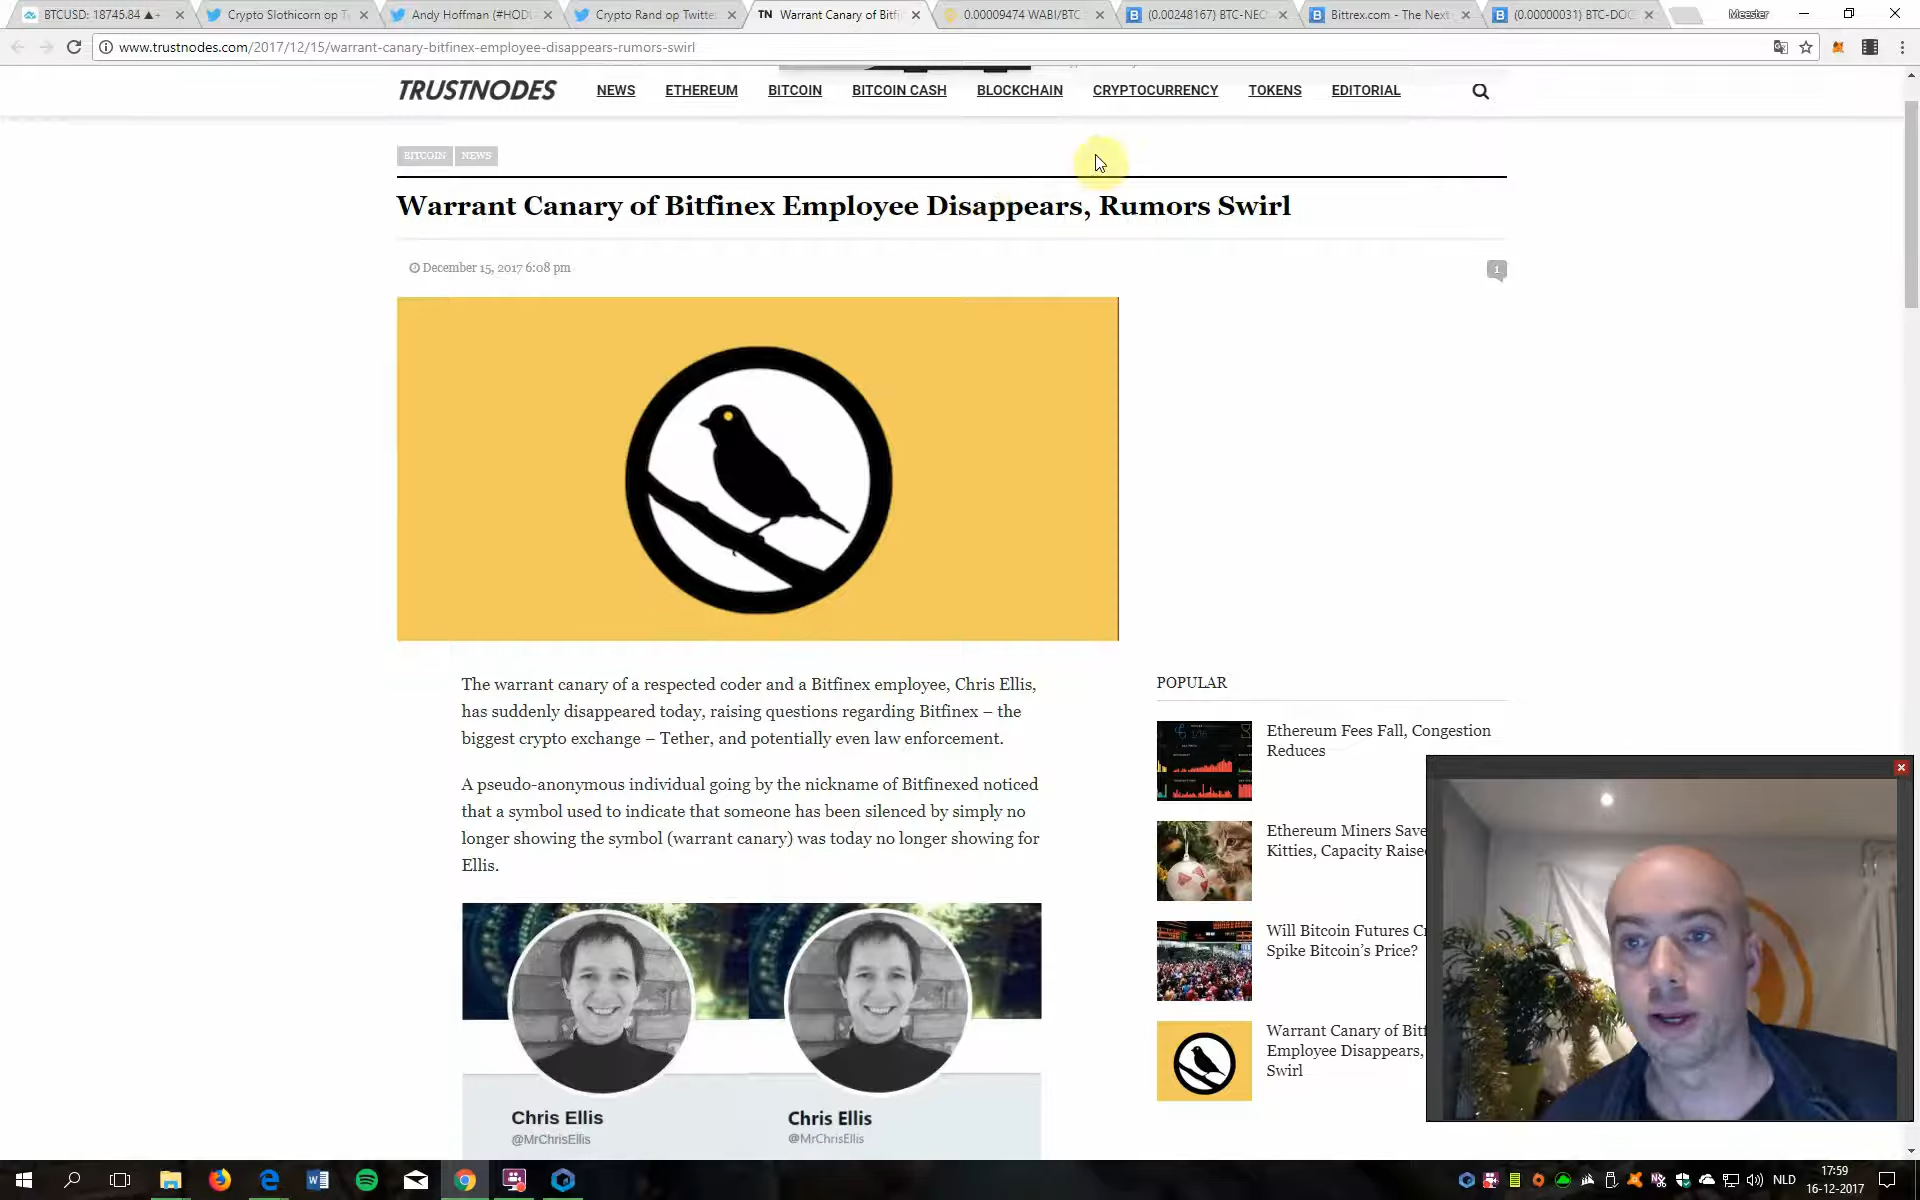 BTCUSD: 18745.84 ▲+
Crypto Slothicorn op T
Andy Hoffman (#HODL
Crypto Rand op Twitte
TN Warrant Canary of Bitfi
0.00009474 WABI/BTC
(0.00248167) BTC-NEO
Bittrex.com - The Next
(0.00000031) BTC-DOG
Meester
www.trustnodes.com/2017/12/15/warrant-canary-bitfinex-employee-disappears-rumors-swirl
TRUSTNODES
NEWS
ETHEREUM
BITCOIN
BITCOIN CASH
BLOCKCHAIN
CRYPTOCURRENCY
TOKENS
EDITORIAL
BITCOIN
NEWS
Warrant Canary of Bitfinex Employee Disappears, Rumors Swirl
December 15, 2017 6:08 pm
1
The warrant canary of a respected coder and a Bitfinex employee, Chris Ellis,
has suddenly disappeared today, raising questions regarding Bitfinex – the
biggest crypto exchange – Tether, and potentially even law enforcement.
A pseudo-anonymous individual going by the nickname of Bitfinexed noticed
that a symbol used to indicate that someone has been silenced by simply no
longer showing the symbol (warrant canary) was today no longer showing for
Ellis.
Chris Ellis
@MrChrisEllis
Chris Ellis
@MrChrisEllis
POPULAR
Ethereum Fees Fall, Congestion
Reduces
Ethereum Miners Save
Kitties, Capacity Raise
Will Bitcoin Futures C
Spike Bitcoin's Price?
Warrant Canary of Bitf
Employee Disappears,
Swirl
NLD
17:59
16-12-2017